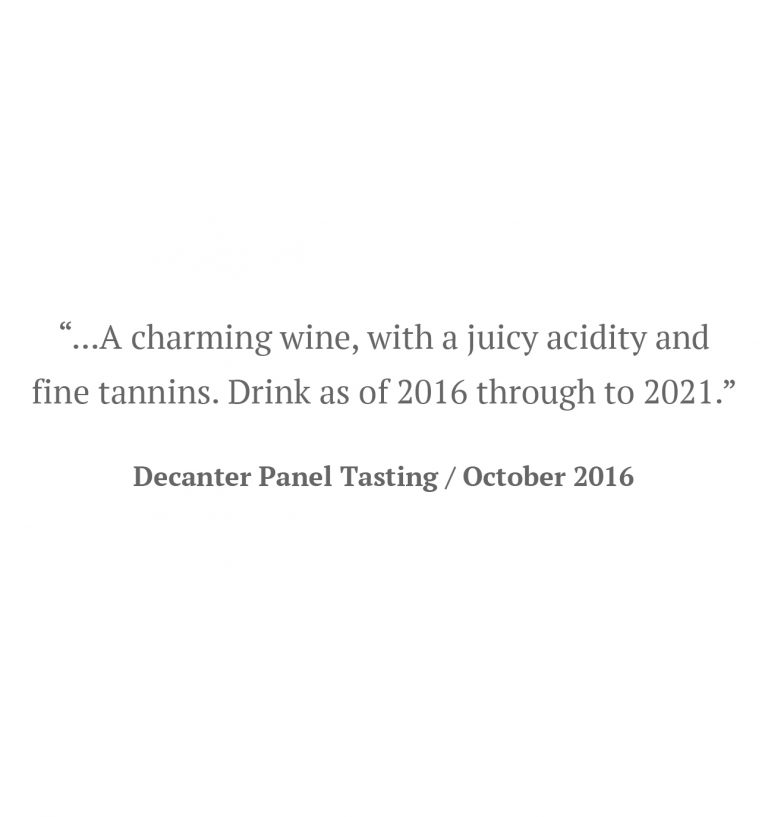 “...A charming wine, with a juicy acidity and
fine tannins. Drink as of 2016 through to 2021.”
Decanter Panel Tasting / October 2016